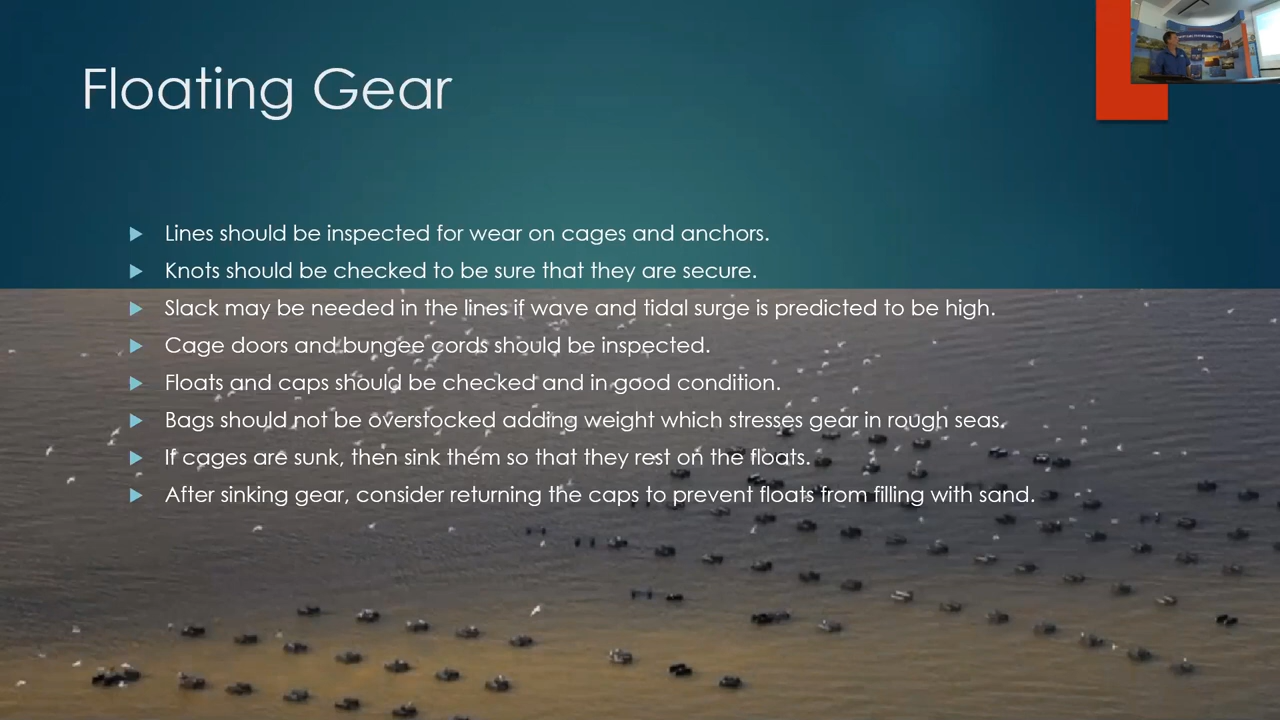 Floating Gear
Lines should be inspected for wear on cages and anchors.
Knots should be checked to be sure that they are secure.
Slack may be needed in the lines if wave and tidal surge is predicted to be high.
Cage doors and bungee cords should be inspected.
Floats and caps should be checked and in good condition.
Bags should not be overstocked adding weight which stresses gear in rough seas.
If cages are sunk, then sink them so that they rest on the floats.
After sinking gear, consider returning the caps to prevent floats from filling with sand.